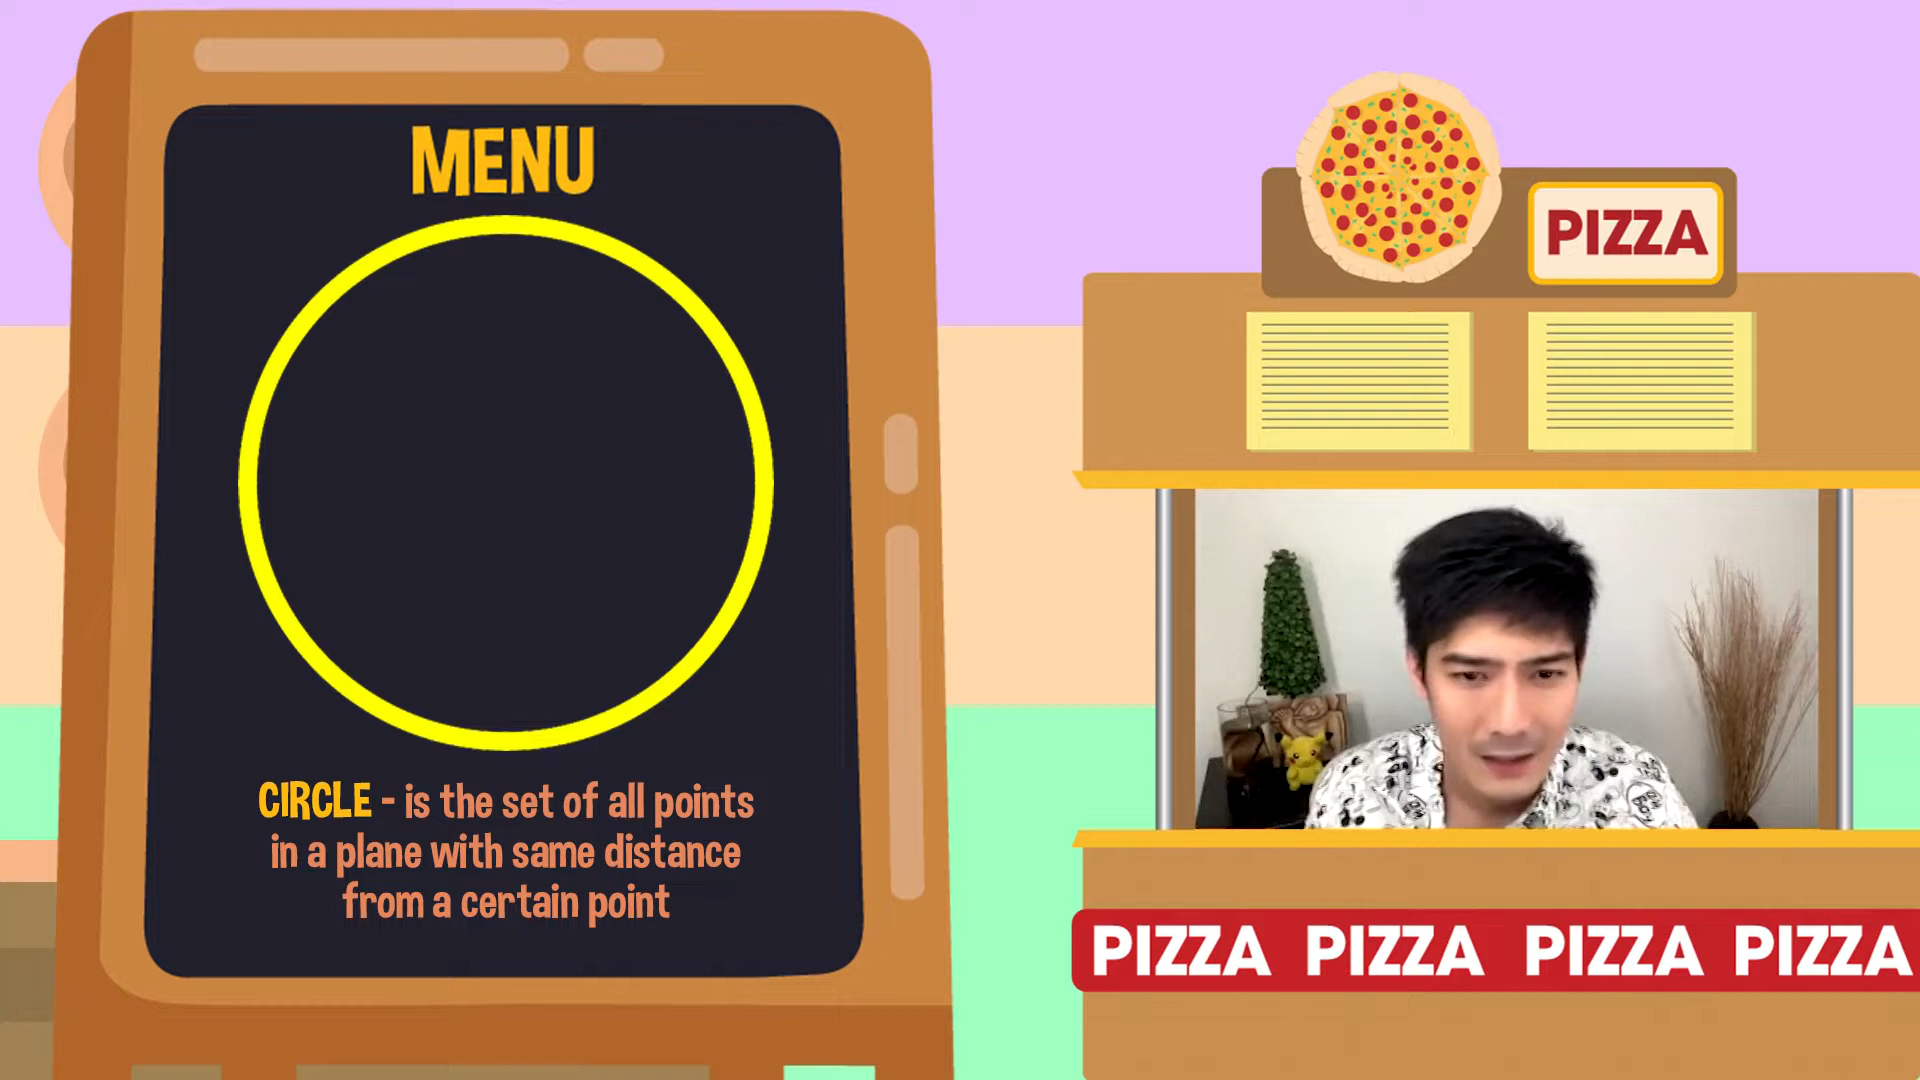 MENU
CIRCLE - is the set of all points
in a plane with same distance
from a certain point
PIZZA
PIZZA PIZZA PIZZA PIZZA